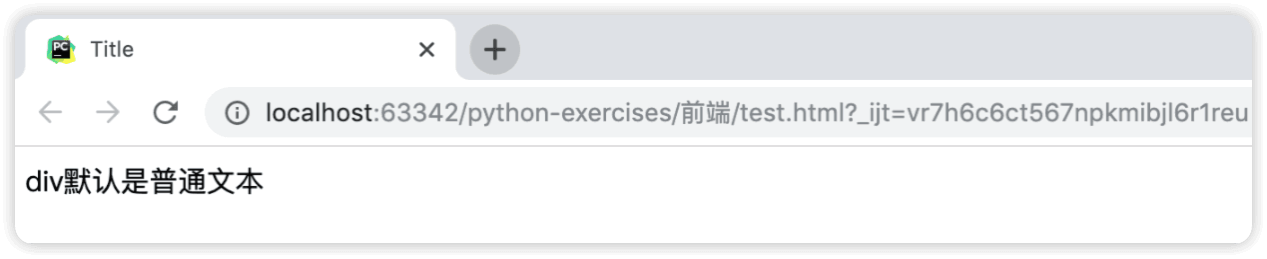 PC
Title
localhost:63342/python-exercises/前端/test.html?_ijt=vr7h6c6ct567npkmibjl6r1reu
div默认是普通文本